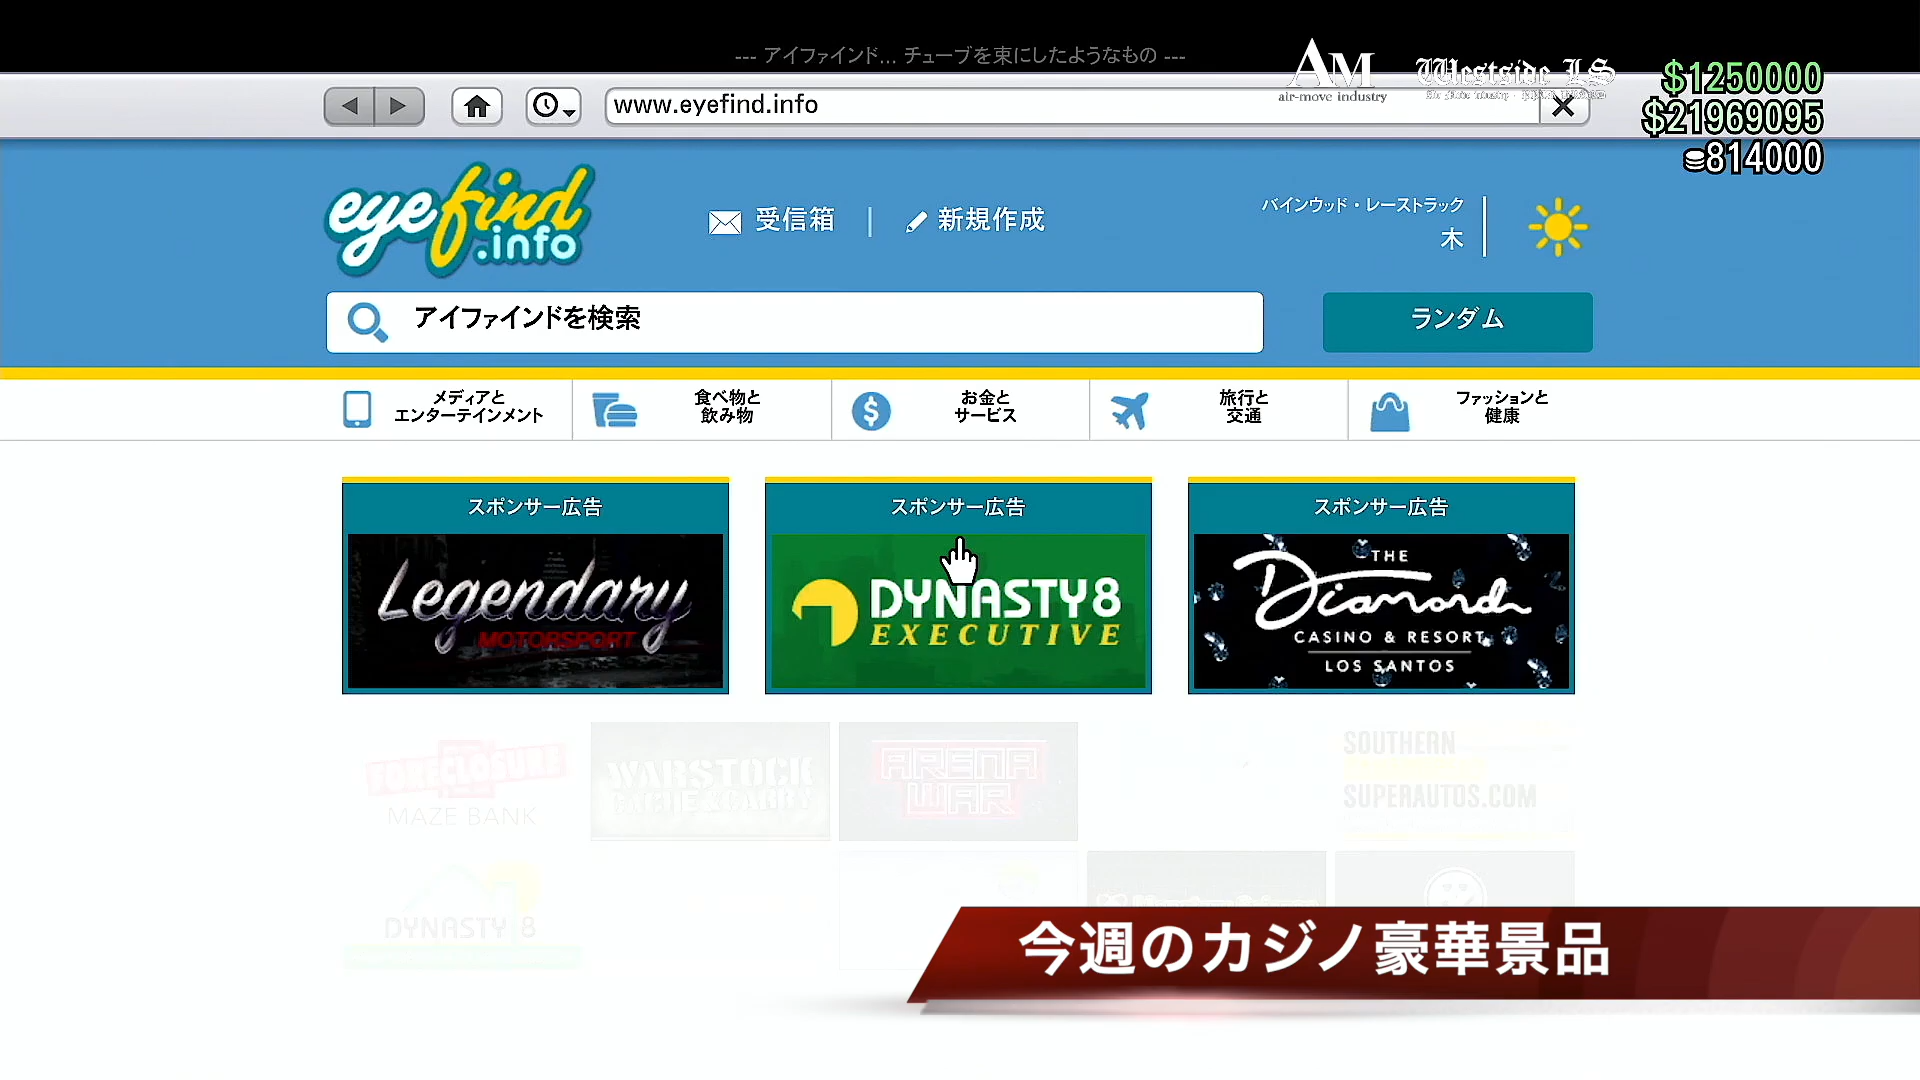 --- アイファインド... チューブを束にしたようなもの ---
AM
air-move industry
Westside LS
$1250000
$21969095
814000
www.eyefind.info
eyefind
.info
受信箱
新規作成
バインウッド・レーストラック
木
アイファインドを検索
ランダム
メディアと
エンターテインメント
食べ物と
飲み物
お金と
サービス
旅行と
交通
ファッションと
健康
スポンサー広告
Legendary
MOTORSPORT
スポンサー広告
DYNASTY 8
EXECUTIVE
スポンサー広告
THE
Diamond
CASINO & RESORT
LOS SANTOS
FORECLOSURE
MAZE BANK
WARSTOCK
CACHE & CARRY
ARENA
WAR
SOUTHERN
SUPERAUTOS.COM
DYNASTY 8
今週のカジノ豪華景品